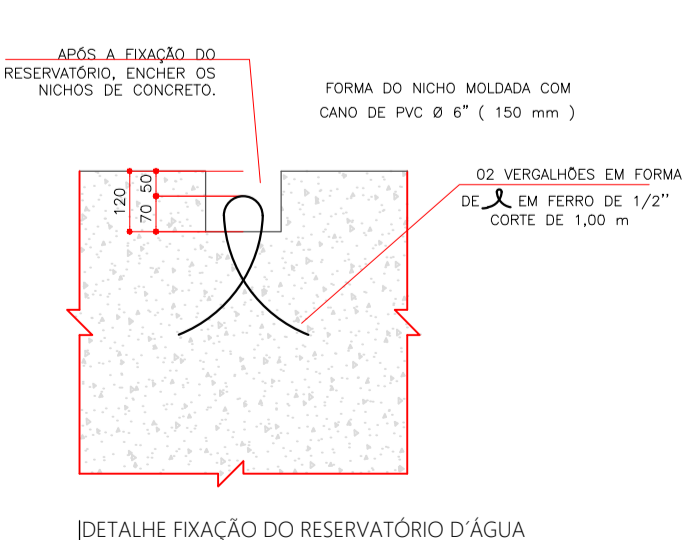 APÓS A FIXAÇÃO DO
RESERVATÓRIO, ENCHER OS
NICHOS DE CONCRETO.
FORMA DO NICHO MOLDADA COM
CANO DE PVC Ø 6” ( 150 mm )
02 VERGALHÕES EM FORMA
DE EM FERRO DE 1/2’’
CORTE DE 1,00 m
120
50
70
DETALHE FIXAÇÃO DO RESERVATÓRIO D´ÁGUA